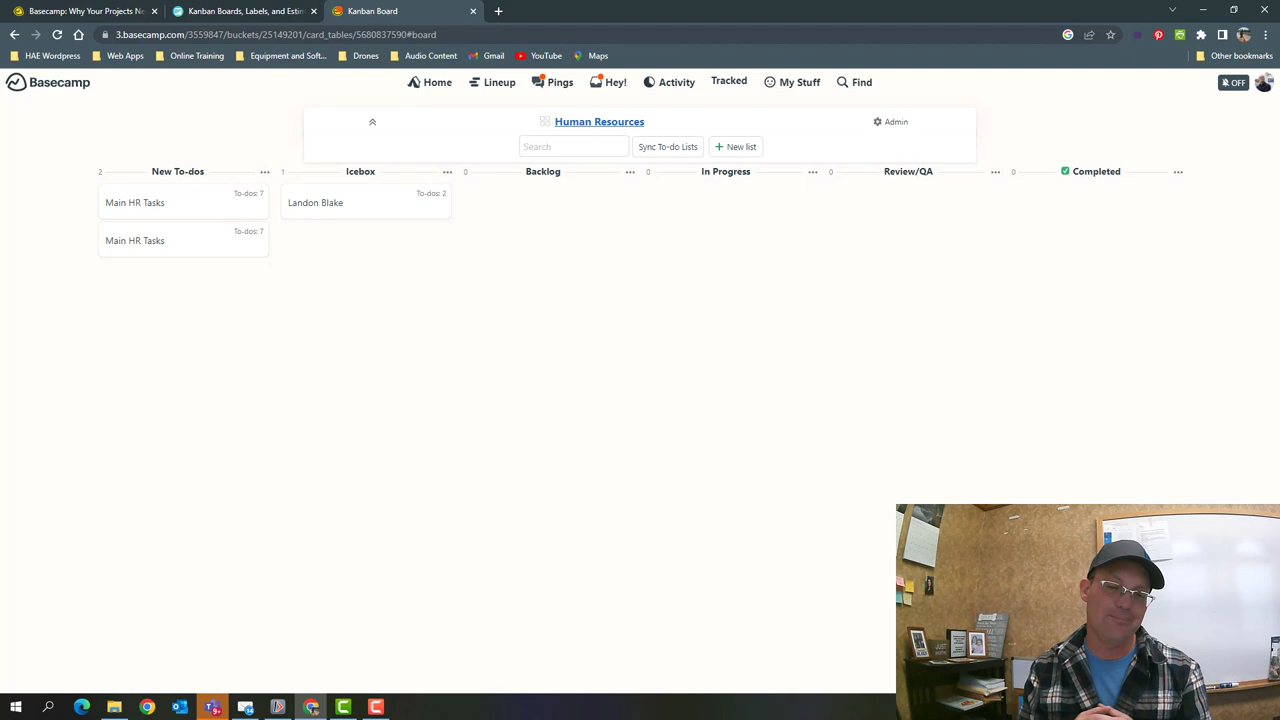 Basecamp: Why Your Projects Ne
Kanban Boards, Labels, and Estin
Kanban Board
3.basecamp.com/3559847/buckets/25149201/card_tables/5680837590#board
HAE Wordpress
Web Apps
Online Training
Equipment and Soft...
Drones
Audio Content
Gmail
YouTube
Maps
Other bookmarks
Basecamp
Home
Lineup
Pings
Hey!
Activity
Tracked
My Stuff
Find
OFF
Human Resources
Admin
Search
Sync To-do Lists
New list
2 New To-dos
1 Icebox
0 Backlog
0 In Progress
0 Review/QA
0 Completed
To-dos: 7
Main HR Tasks
To-dos: 2
Landon Blake
To-dos: 7
Main HR Tasks